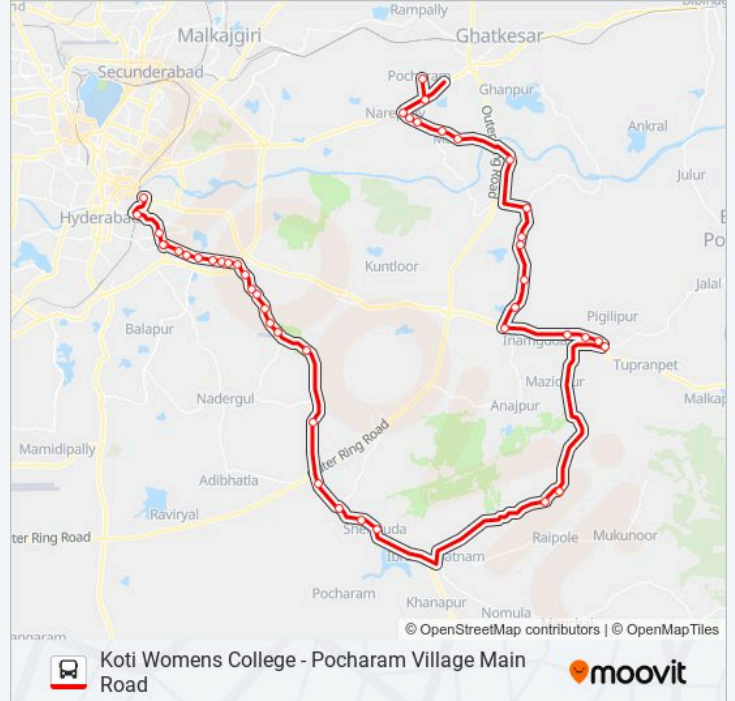 Rampally
Malkajgiri
Ghatkesar
Secunderabad
Pocharam
Ghanpur
Outer Ring Road
Ankral
Julur
Hyderabad
Po
Kuntloor
Jalal
Pigilipur
Balapur
Inamguda
Tupranpet
Nadergul
Anajpur
Malkap
Mamidipally
Outer Ring Road
Adibhatla
Raviryal
ter Ring Road
Sheriguda
Raipole
Mukunoor
Pocharam
Khanapur
Nomula
angaram
© OpenStreetMap contributors | © OpenMapTiles
Koti Womens College - Pocharam Village Main
Road
moovit